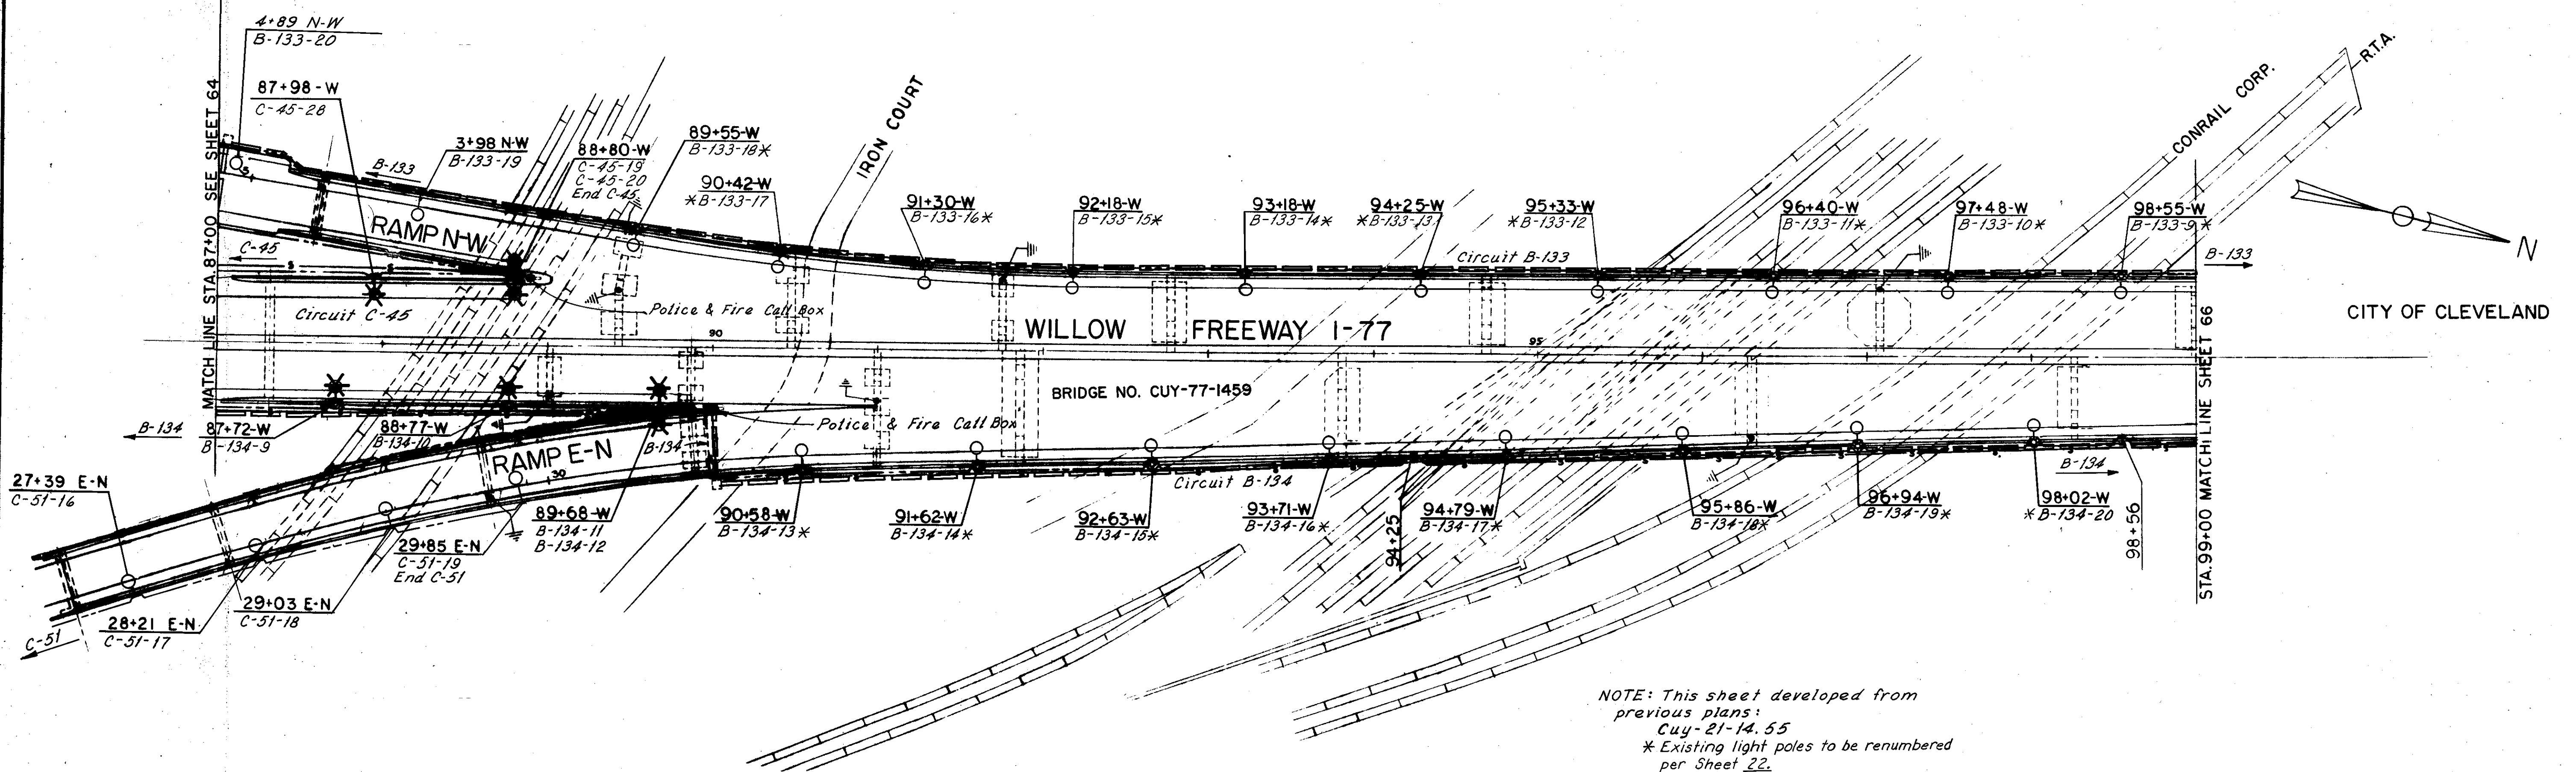 4+89 N-W
B-133-20
87+98-W
C-45-28
MATCH LINE STA.87+00 SEE SHEET 64
3+98 N-W
B-133-19
B-133
88+80-W
C-45-19
C-45-20
End C-45
89+55-W
B-133-18*
90+42-W
*B-133-17
IRON COURT
91+30-W
B-133-16*
92+18-W
B-133-15*
93+18-W
B-133-14*
94+25-W
*B-133-13
95+33-W
*B-133-12
96+40-W
B-133-11*
97+48-W
B-133-10*
98+55-W
B-133-9*
CONRAIL CORP.
R.T.A.
N
CITY OF CLEVELAND
RAMP N-W
C-45
S
S
S
Circuit C-45
Police & Fire Call Box
Circuit B-133
B-133
90
WILLOW FREEWAY I-77
95
BRIDGE NO. CUY-77-1459
B-134
87+72-W
B-134-9
88+77-W
B-134-10
Police & Fire Call Box
B-134
RAMP E-N
30
27+39 E-N
C-51-16
28+21 E-N
C-51-17
C-51
29+03 E-N
C-51-18
29+85 E-N
C-51-19
End C-51
89+68-W
B-134-11
B-134-12
90+58-W
B-134-13*
91+62-W
B-134-14*
92+63-W
B-134-15*
Circuit B-134
93+71-W
B-134-16*
94+25
94+79-W
B-134-17*
95+86-W
B-134-18*
96+94-W
B-134-19*
98+02-W
*B-134-20
B-134
98+56
STA.99+00 MATCH LINE SHEET 66
NOTE: This sheet developed from
previous plans:
Cuy-21-14.55
* Existing light poles to be renumbered
per Sheet 22.